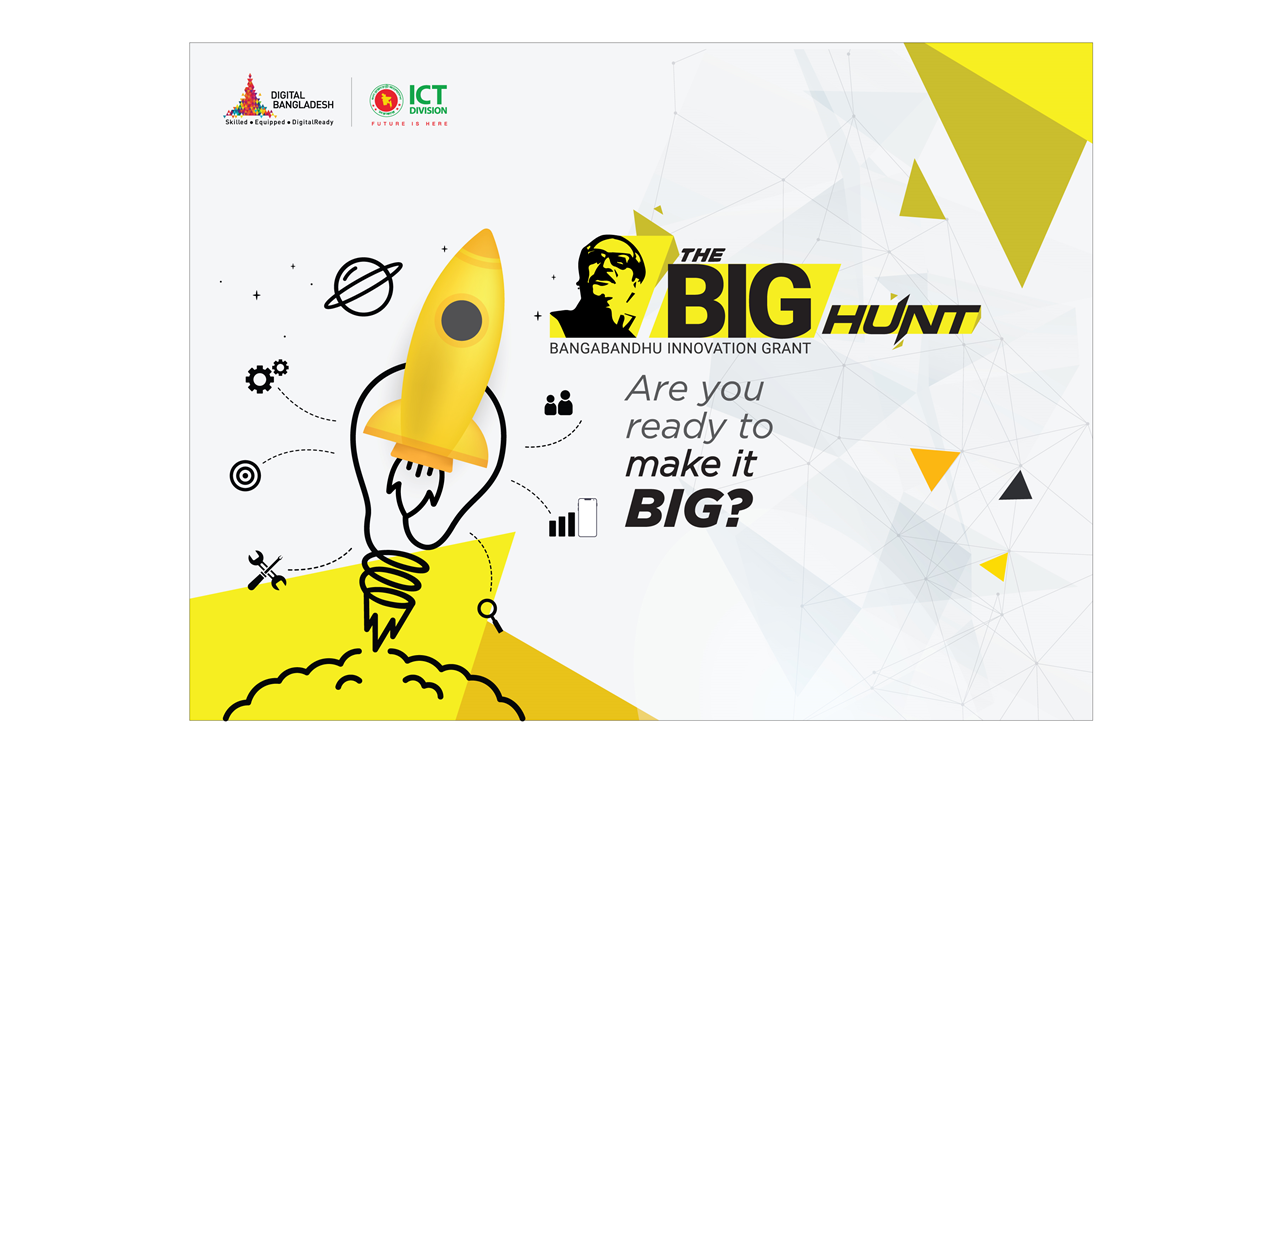 DIGITAL
BANGLADESH
Skilled • Equipped • DigitalReady
ICT
DIVISION
FUTURE IS HERE
THE
BIG HUNT
BANGABANDHU INNOVATION GRANT
Are you
ready to
make it
BIG?